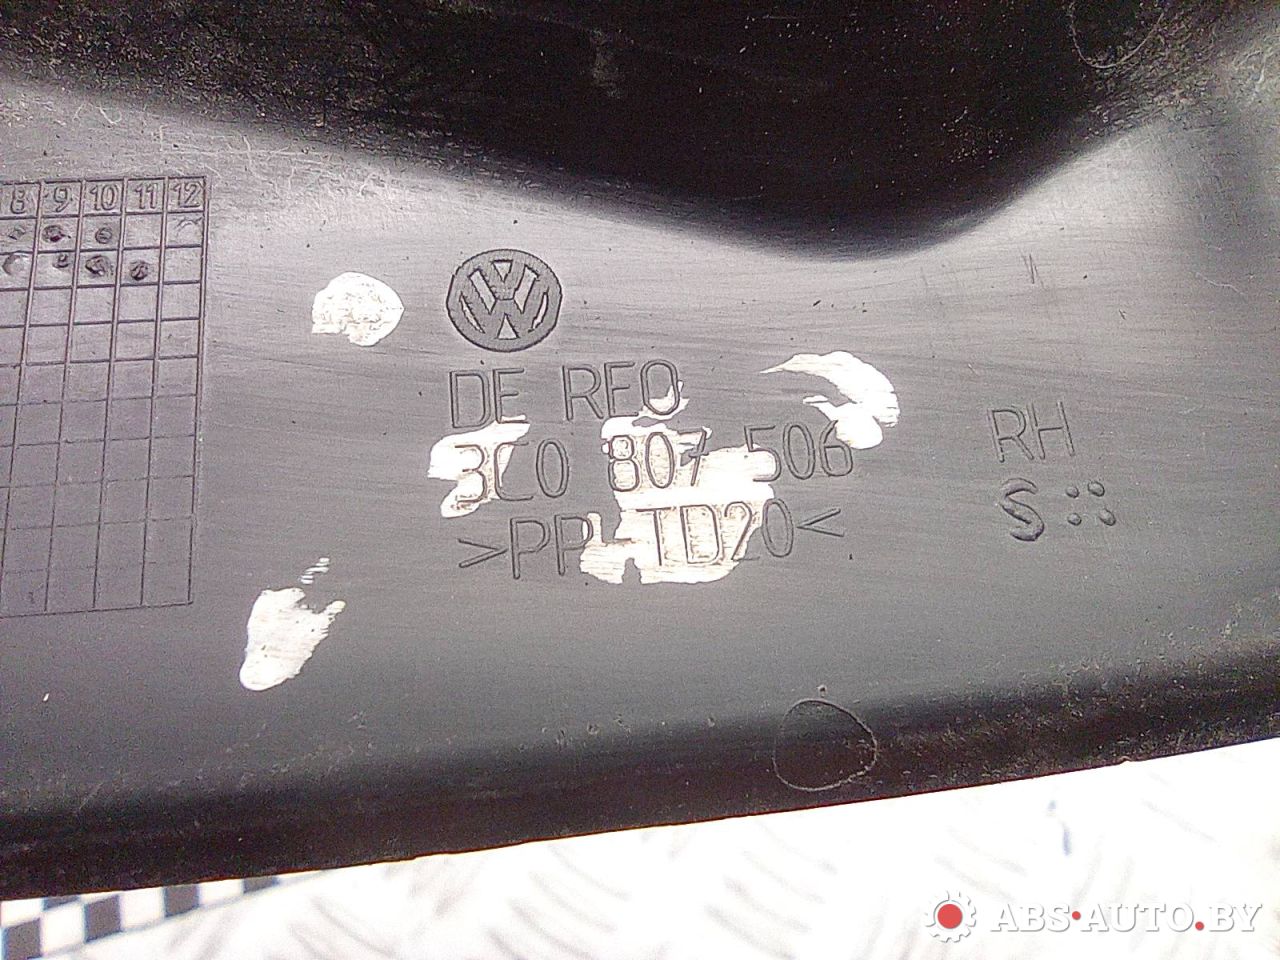 8 9 10 11 12
DE REO
3C0 807 506
>PP-TD20<
RH
S
ABS-AUTO.BY